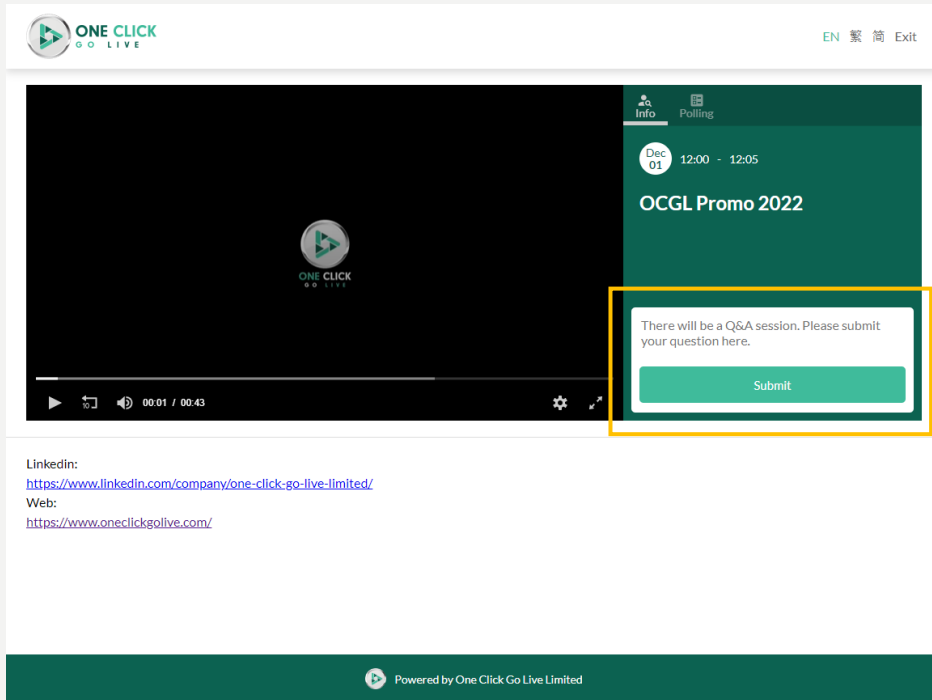 ONE CLICK
GO LIVE
EN 繁 简 Exit
Info Polling
Dec
01
12:00 - 12:05
OCGL Promo 2022
ONE CLICK
GO LIVE
There will be a Q&A session. Please submit
your question here.
Submit
10
00:01 / 00:43
Linkedin:
https://www.linkedin.com/company/one-click-go-live-limited/
Web:
https://www.oneclickgolive.com/
Powered by One Click Go Live Limited